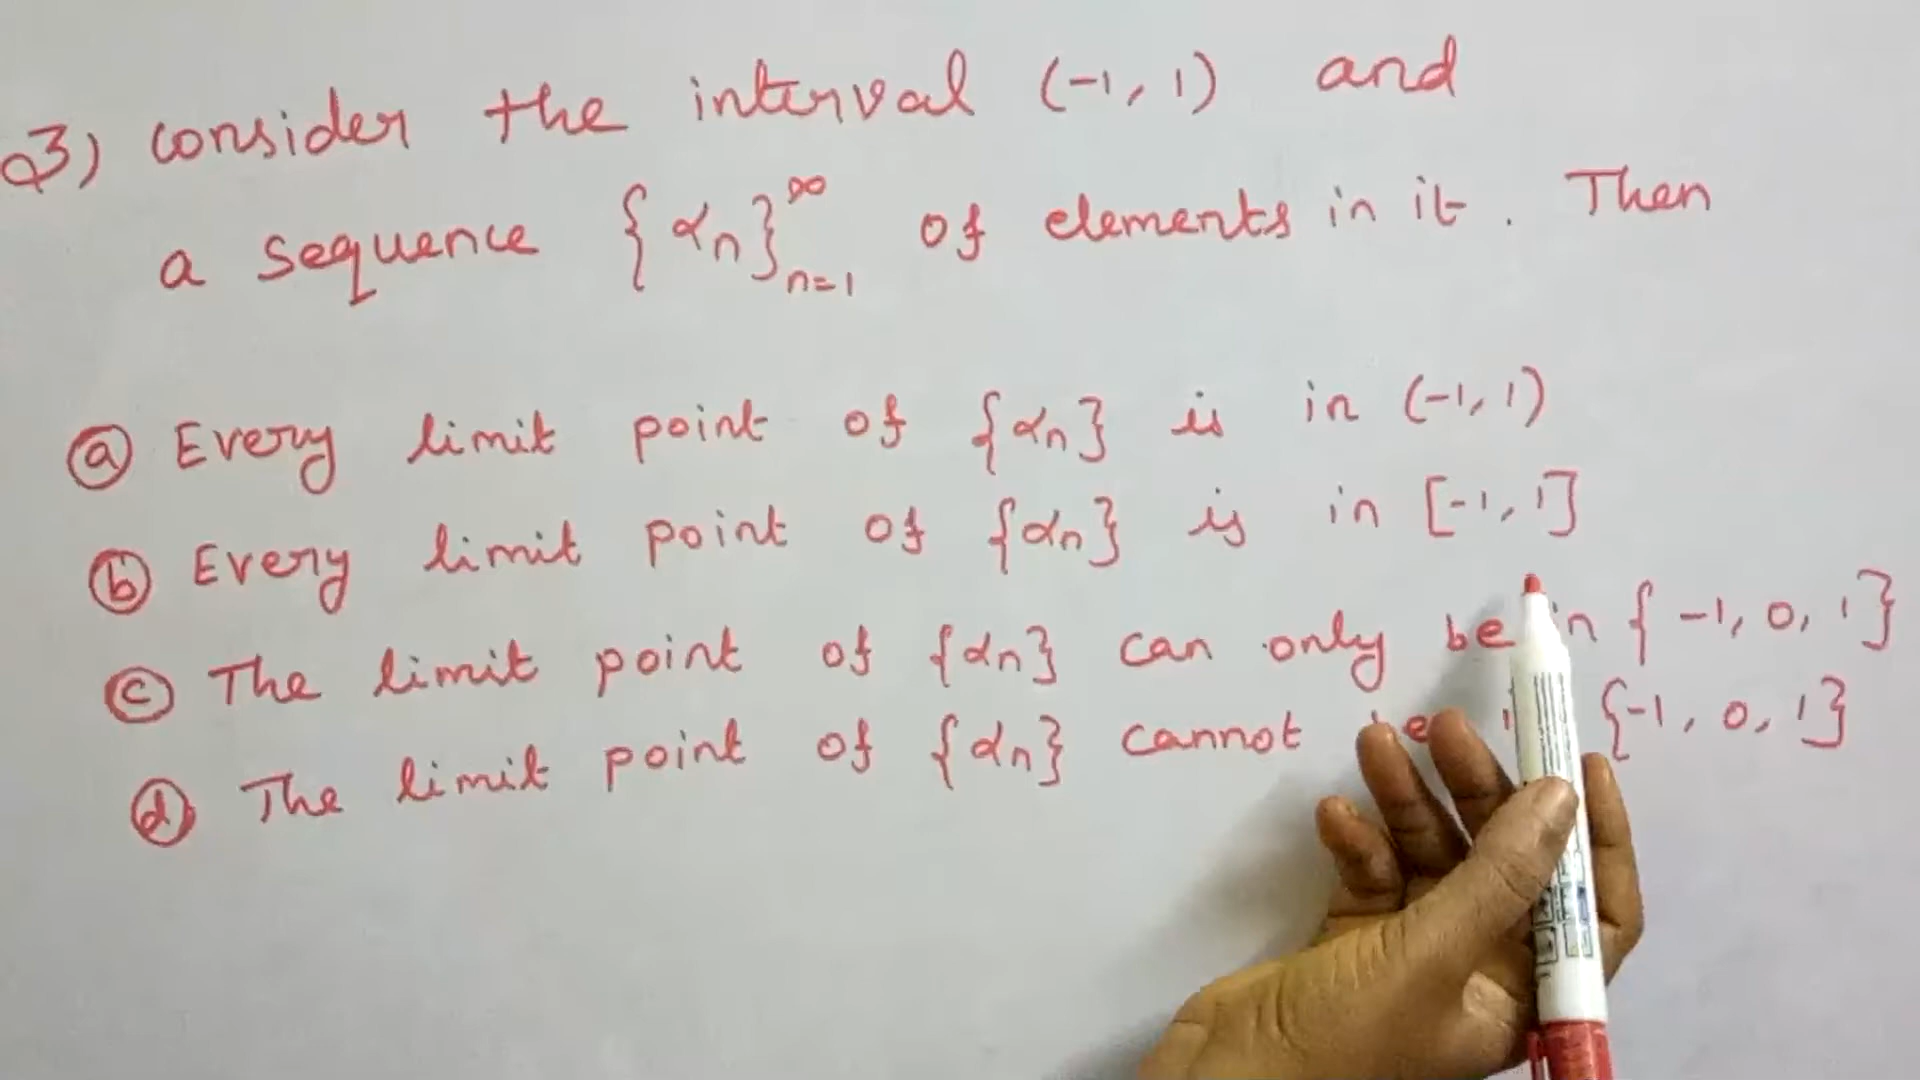 Q3) consider the interval (-1, 1) and
a sequence {αn}∞n=1 of elements in it. Then
ⓐ Every limit point of {αn} is in (-1, 1)
ⓑ Every limit point of {αn} is in [-1, 1]
ⓒ The limit point of {αn} can only be in {-1, 0, 1}
ⓓ The limit point of {αn} cannot be {-1, 0, 1}